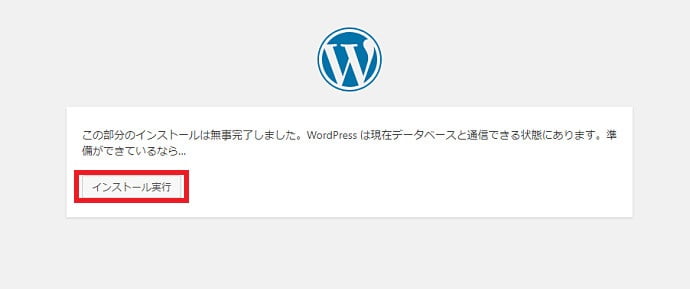 この部分のインストールは無事完了しました。WordPress は現在データベースと通信できる状態にあります。準
備ができているなら…
インストール実行